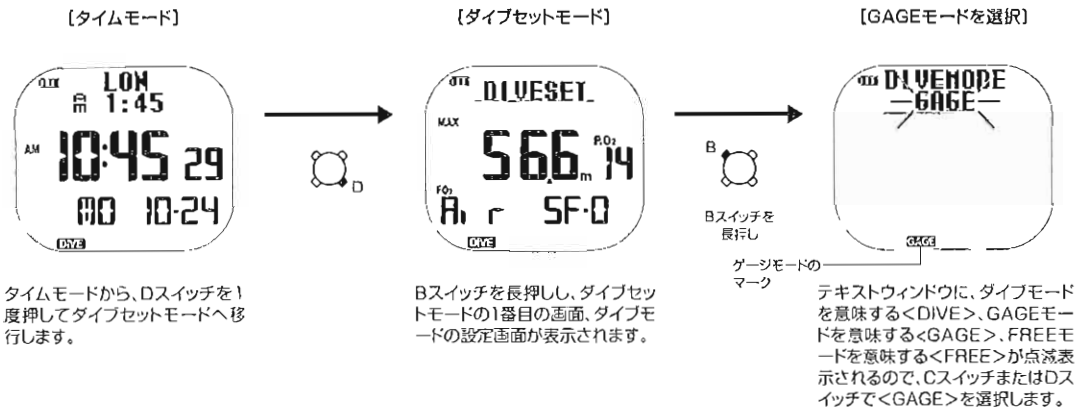 [タイムモード]
[ダイブセットモード]
[GAGEモードを選択]
LON
Am 1:45
AM 10:45 29
MO 10-24
DIVE
D
DIVESET
MAX
56.6m PO2 14
FO2
Air SF-0
DIVE
B
Bスイッチを
長押し
DIVEMODE
GAGE
GAGE
ゲージモードの
マーク
タイムモードから、Dスイッチを1
度押してダイブセットモードへ移
行します。
Bスイッチを長押しし、ダイブセッ
トモードの1番目の画面、ダイブモ
ードの設定画面が表示されます。
テキストウィンドウに、ダイブモード
を意味する<DIVE>、GAGEモー
ドを意味する<GAGE>、FREEモ
ードを意味する<FREE>が点滅表
示されるので、CスイッチまたはDス
イッチで<GAGE>を選択します。